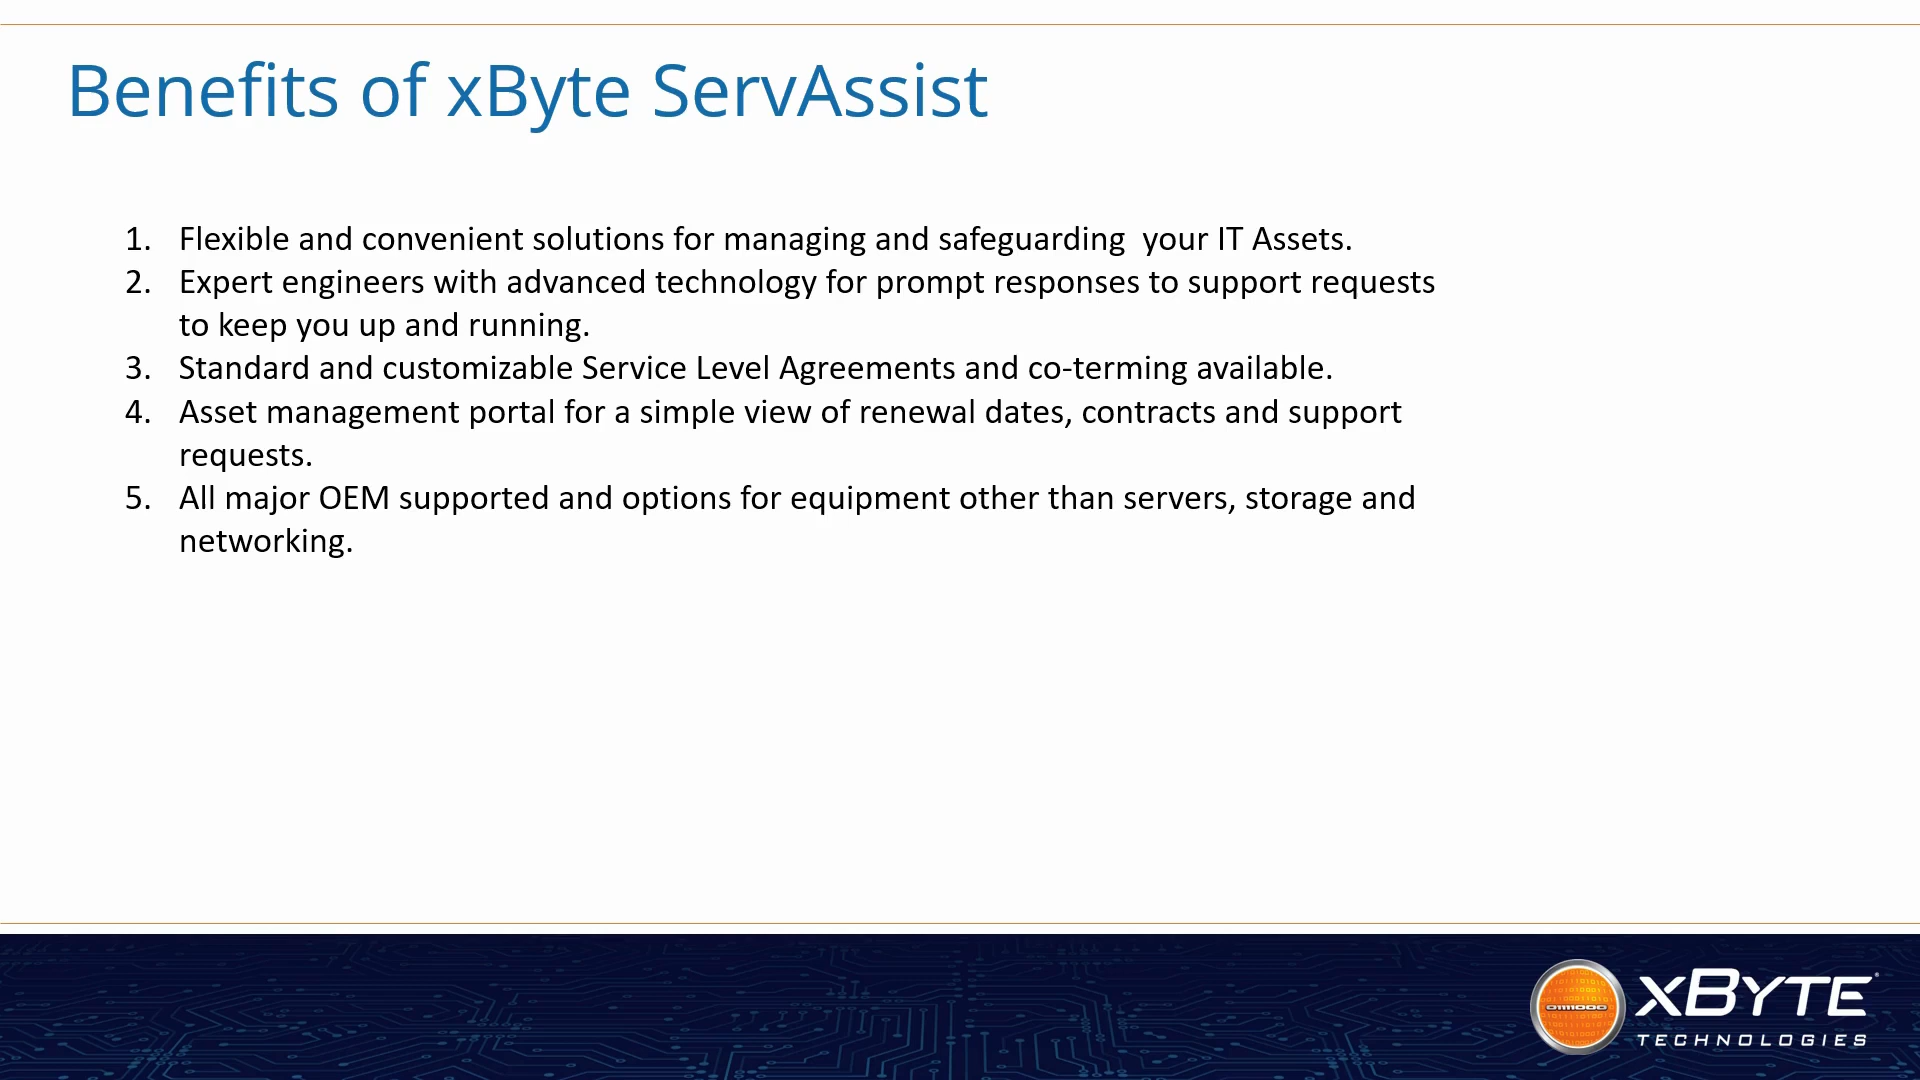 Benefits of xByte ServAssist
1. Flexible and convenient solutions for managing and safeguarding  your IT Assets.
2. Expert engineers with advanced technology for prompt responses to support requests
to keep you up and running.
3. Standard and customizable Service Level Agreements and co-terming available.
4. Asset management portal for a simple view of renewal dates, contracts and support
requests.
5. All major OEM supported and options for equipment other than servers, storage and
networking.
xByte
TECHNOLOGIES